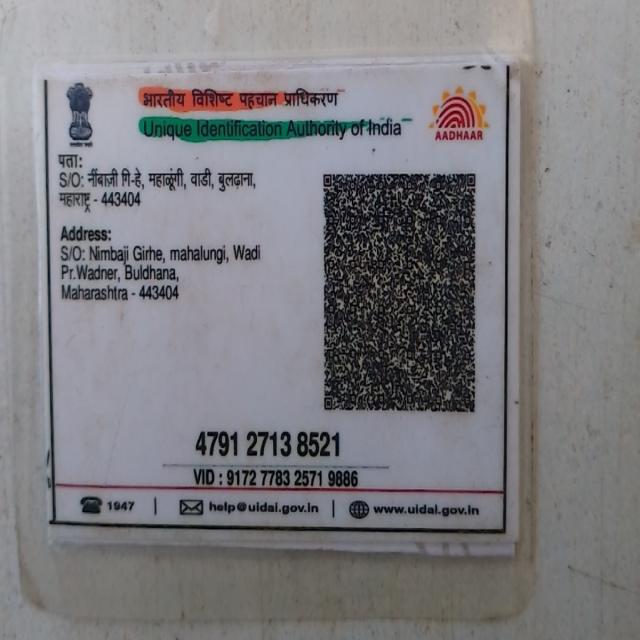 भारतीय विशिष्ट पहचान प्राधिकरण
Unique Identification Authority of India
AADHAAR
पता:
S/O: नींबाजी गि-हे, महाळूंगी, वाडी, बुलढ़ाना,
महाराष्ट्र - 443404
Address:
S/O: Nimbaji Girhe, mahalungi, Wadi
Pr.Wadner, Buldhana,
Maharashtra - 443404
4791 2713 8521
VID : 9172 7783 2571 9886
1947
help@uidai.gov.in
www.uidai.gov.in